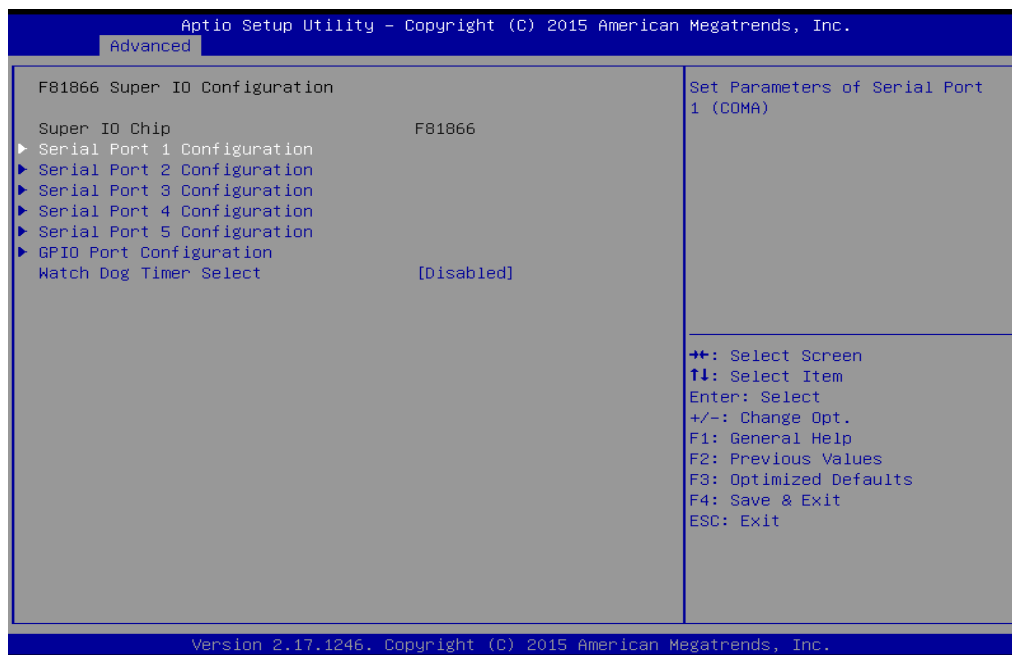 Aptio Setup Utility – Copyright (C) 2015 American Megatrends, Inc.
Advanced
F81866 Super IO Configuration
Super IO Chip F81866
► Serial Port 1 Configuration
► Serial Port 2 Configuration
► Serial Port 3 Configuration
► Serial Port 4 Configuration
► Serial Port 5 Configuration
► GPIO Port Configuration
Watch Dog Timer Select [Disabled]
Set Parameters of Serial Port
1 (COMA)
→←: Select Screen
↑↓: Select Item
Enter: Select
+/-: Change Opt.
F1: General Help
F2: Previous Values
F3: Optimized Defaults
F4: Save & Exit
ESC: Exit
Version 2.17.1246. Copyright (C) 2015 American Megatrends, Inc.